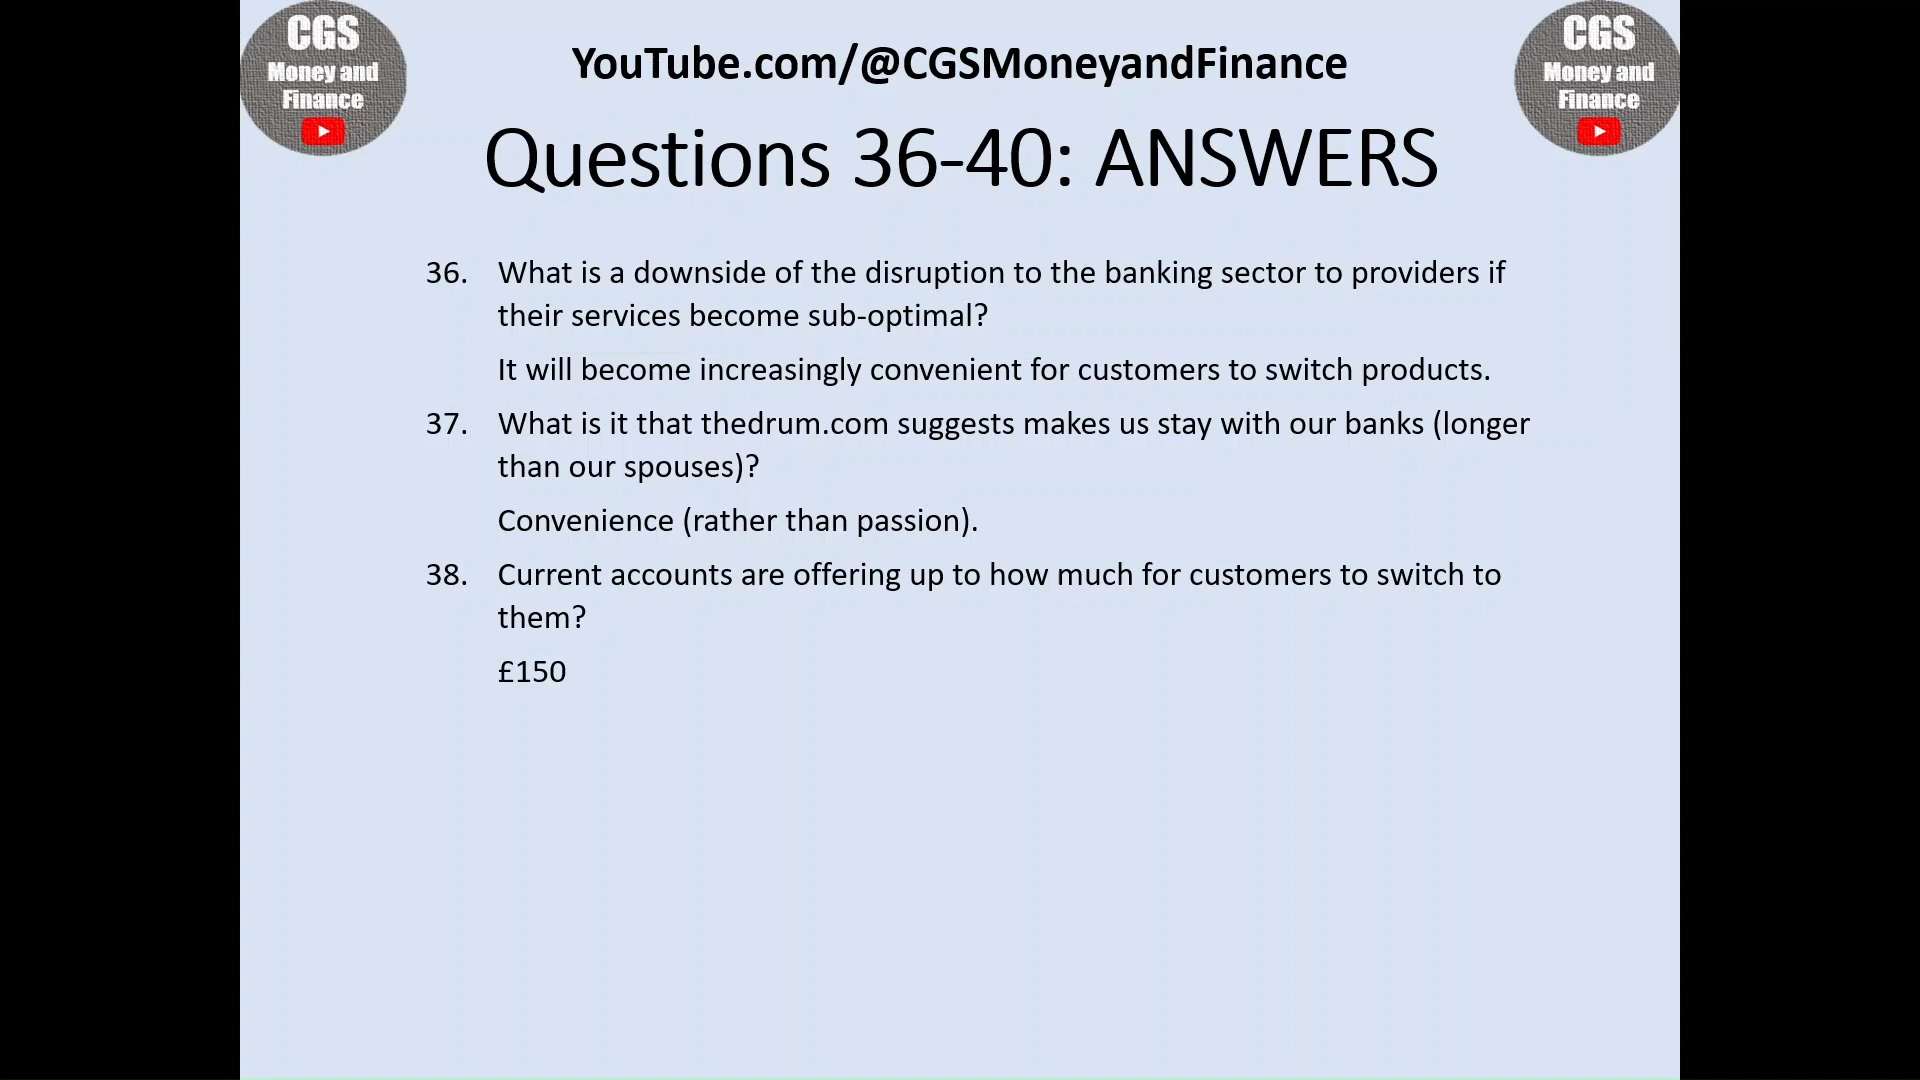 CGS
Money and
Finance
YouTube.com/@CGSMoneyandFinance
CGS
Money and
Finance
Questions 36-40: ANSWERS
36. What is a downside of the disruption to the banking sector to providers if
their services become sub-optimal?
It will become increasingly convenient for customers to switch products.
37. What is it that thedrum.com suggests makes us stay with our banks (longer
than our spouses)?
Convenience (rather than passion).
38. Current accounts are offering up to how much for customers to switch to
them?
£150